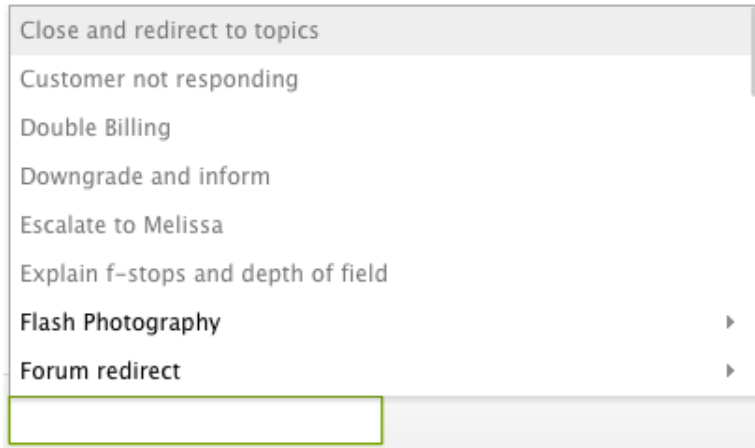 Close and redirect to topics
Customer not responding
Double Billing
Downgrade and inform
Escalate to Melissa
Explain f-stops and depth of field
Flash Photography
Forum redirect